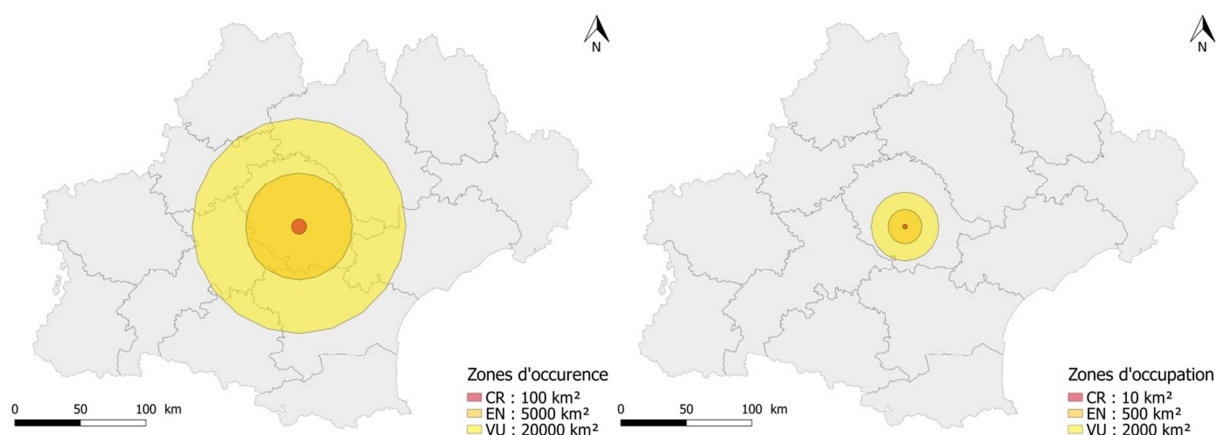 N
Zones d'occurence
CR : 100 km²
EN : 5000 km²
VU : 20000 km²
0 50 100 km
N
Zones d'occupation
CR : 10 km²
EN : 500 km²
VU : 2000 km²
0 50 100 km